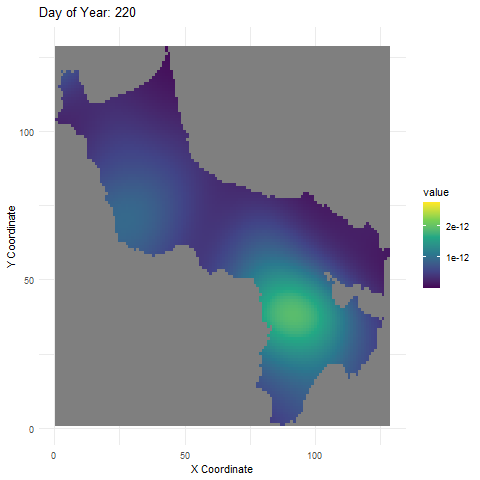 Day of Year: 220
Y Coordinate
100
50
0
0
50
100
X Coordinate
value
2e-12
1e-12